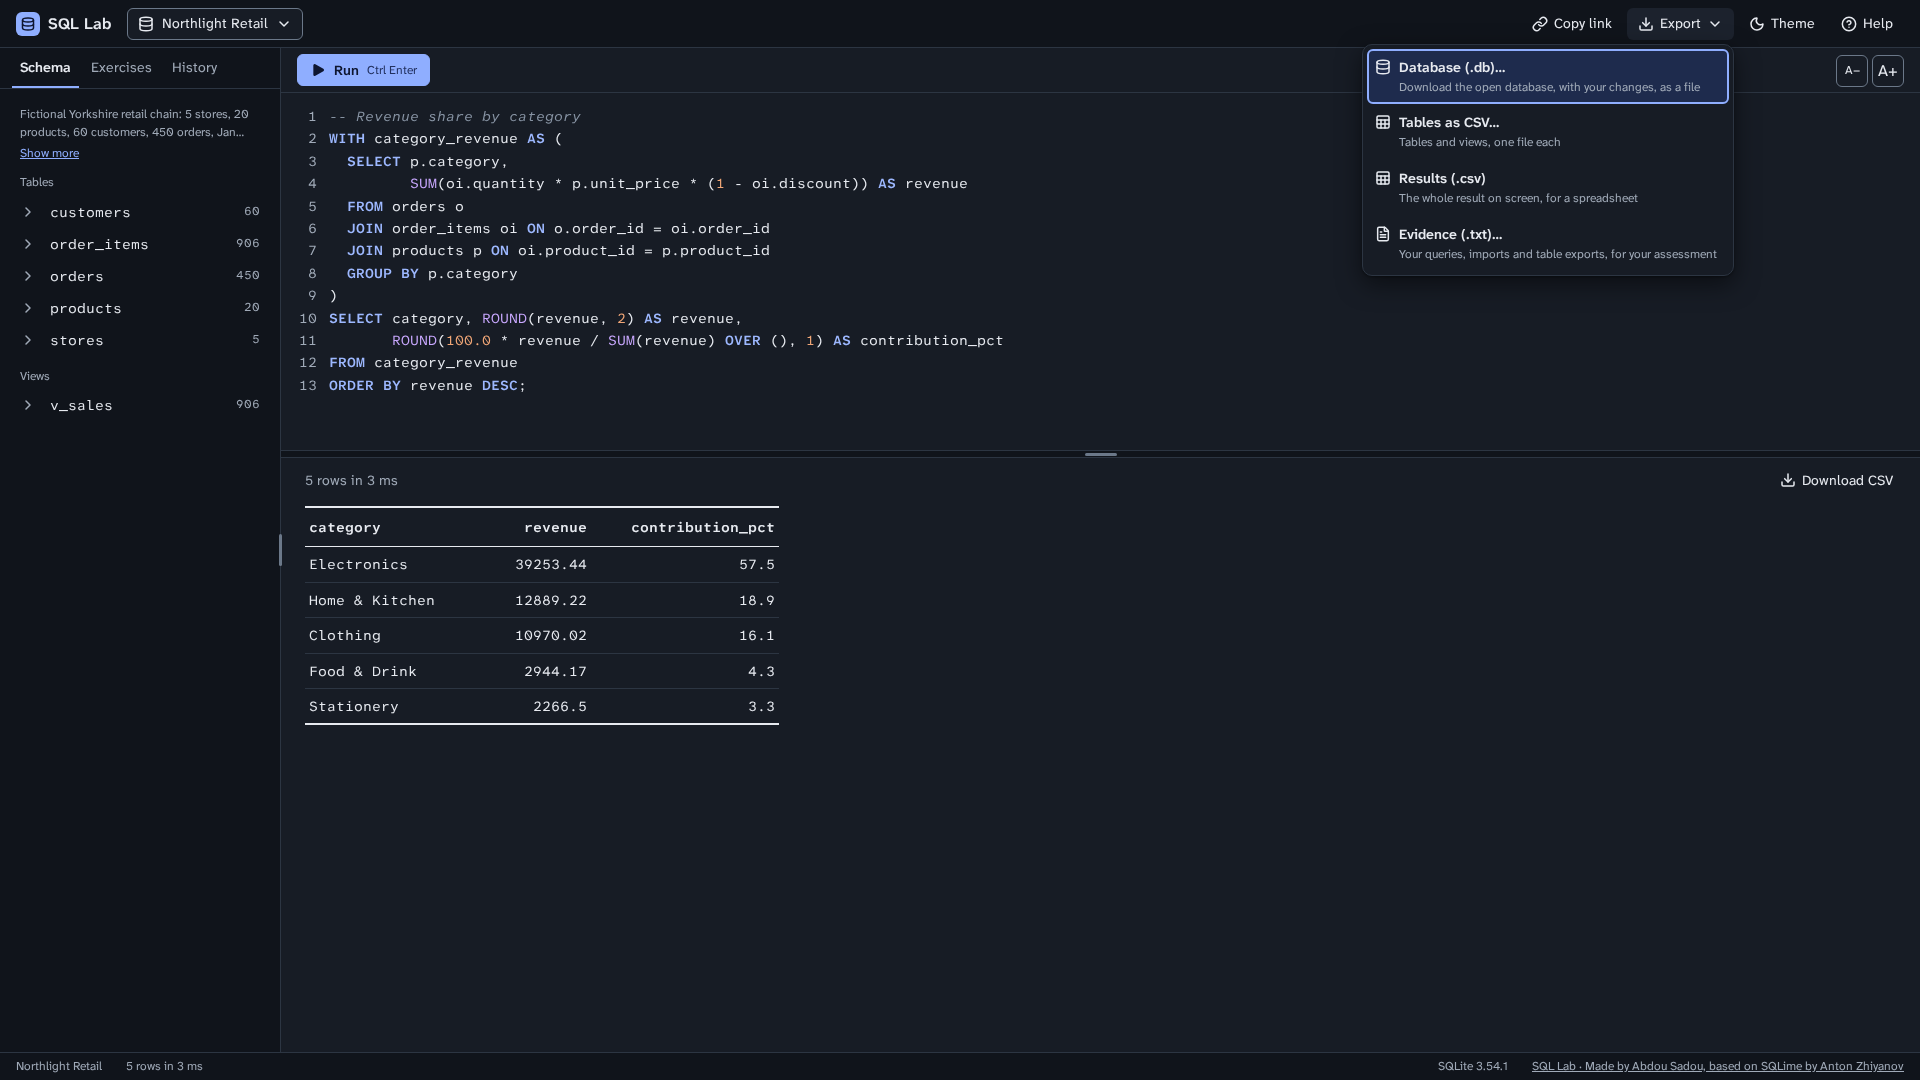 SQL Lab
Northlight Retail
Copy link
Export
Theme
Help
Schema
Exercises
History
Fictional Yorkshire retail chain: 5 stores, 20
products, 60 customers, 450 orders, Jan...
Show more
Tables
customers 60
order_items 906
orders 450
products 20
stores 5
Views
v_sales 906
Run Ctrl Enter
A−
A+
Database (.db)...
Download the open database, with your changes, as a file
Tables as CSV...
Tables and views, one file each
Results (.csv)
The whole result on screen, for a spreadsheet
Evidence (.txt)...
Your queries, imports and table exports, for your assessment
1 -- Revenue share by category
2 WITH category_revenue AS (
3   SELECT p.category,
4          SUM(oi.quantity * p.unit_price * (1 - oi.discount)) AS revenue
5   FROM orders o
6   JOIN order_items oi ON o.order_id = oi.order_id
7   JOIN products p ON oi.product_id = p.product_id
8   GROUP BY p.category
9 )
10 SELECT category, ROUND(revenue, 2) AS revenue,
11        ROUND(100.0 * revenue / SUM(revenue) OVER (), 1) AS contribution_pct
12 FROM category_revenue
13 ORDER BY revenue DESC;
5 rows in 3 ms
Download CSV
category revenue contribution_pct
Electronics 39253.44 57.5
Home & Kitchen 12889.22 18.9
Clothing 10970.02 16.1
Food & Drink 2944.17 4.3
Stationery 2266.5 3.3
Northlight Retail
5 rows in 3 ms
SQLite 3.54.1
SQL Lab · Made by Abdou Sadou, based on SQLime by Anton Zhiyanov